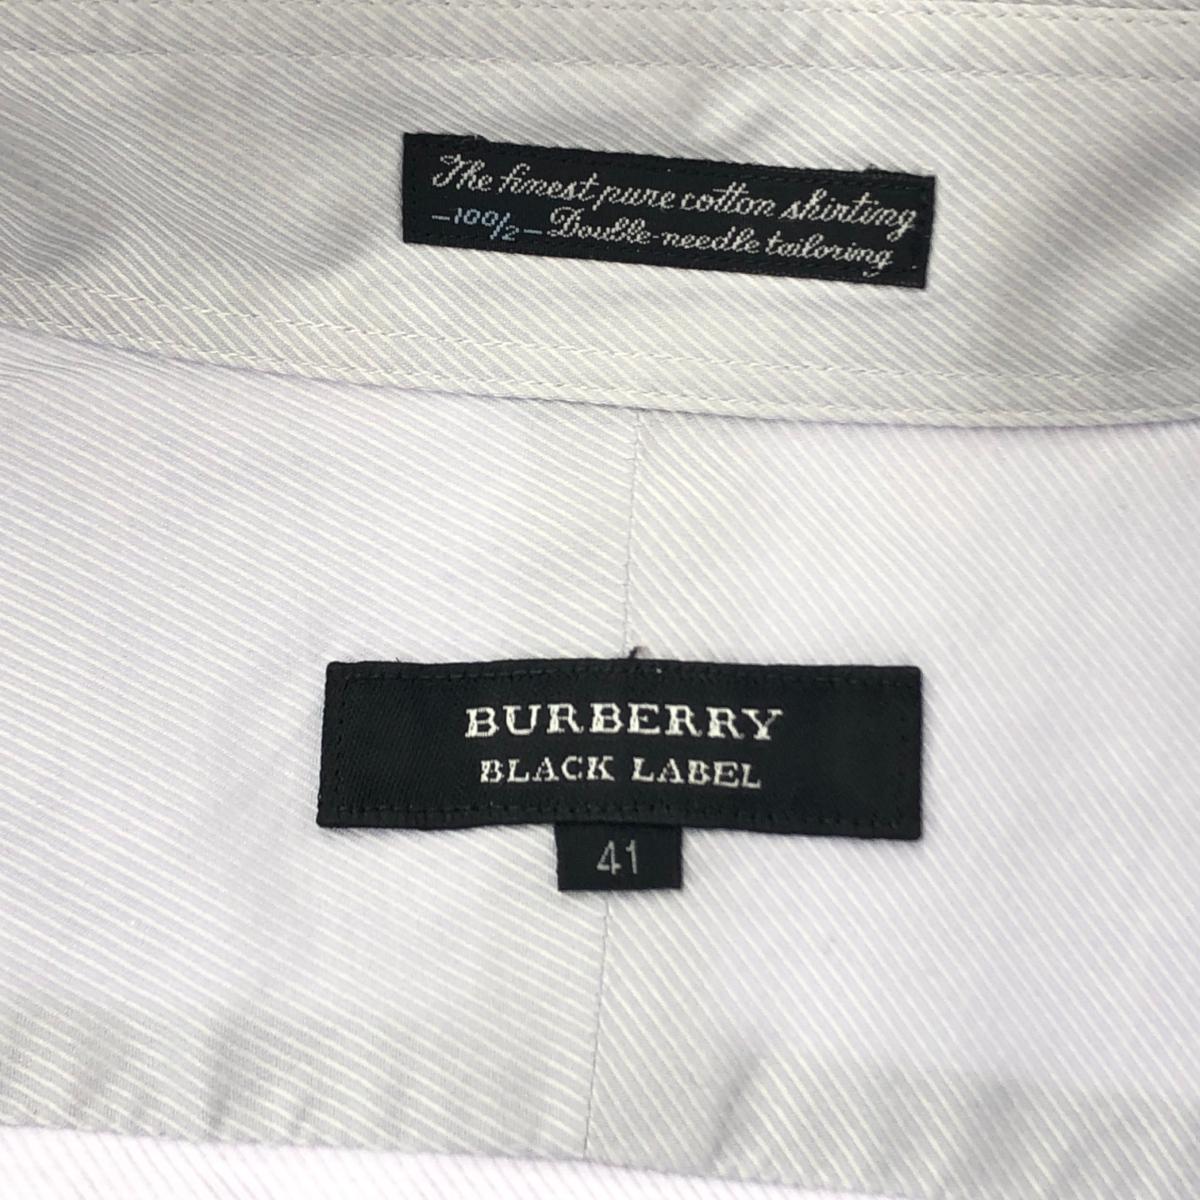 The finest pure cotton shirting
-100/2- Double-needle tailoring
BURBERRY
BLACK LABEL
41